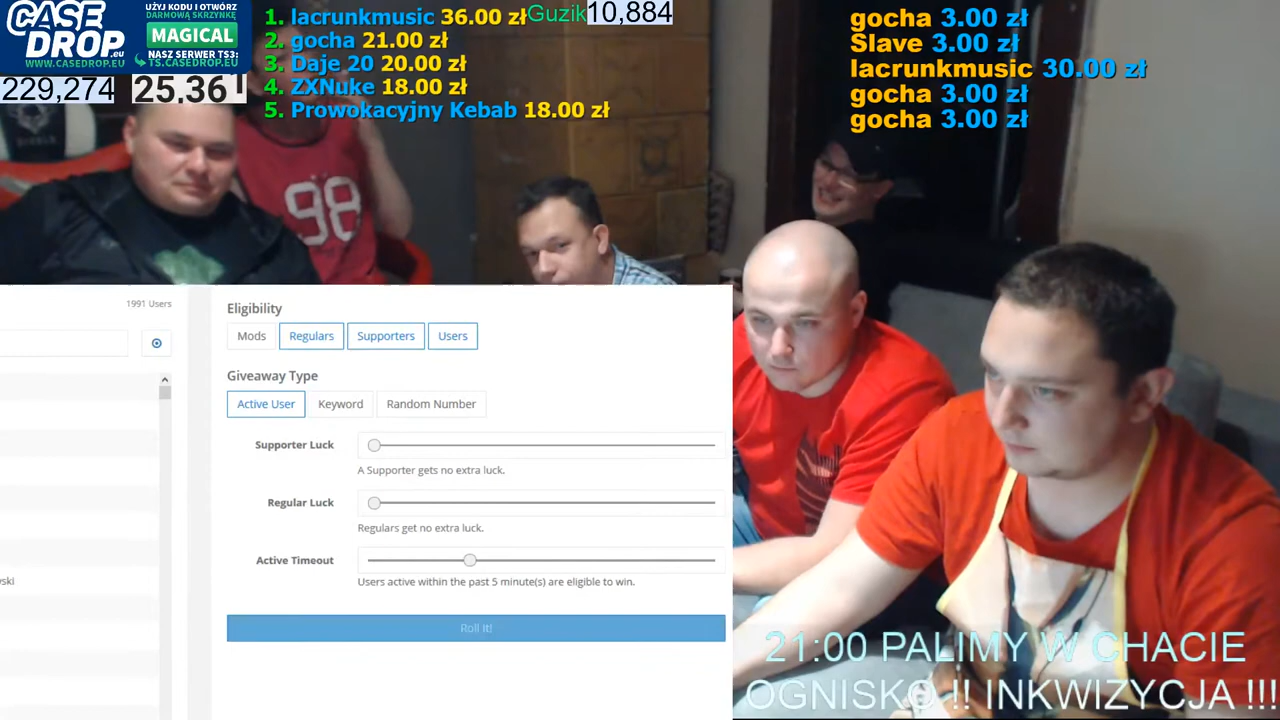 CASE
DROP
.eu
WWW.CASEDROP.EU
UŻYJ KODU I OTWÓRZ
DARMOWĄ SKRZYNKĘ
MAGICAL
NASZ SERWER TS3:
TS.CASEDROP.EU
229,274
25,361
1. lacrunkmusic 36.00 zł
2. gocha 21.00 zł
3. Daje 20 20.00 zł
4. ZXNuke 18.00 zł
5. Prowokacyjny Kebab 18.00 zł
Guzik
10,884
gocha 3.00 zł
Slave 3.00 zł
lacrunkmusic 30.00 zł
gocha 3.00 zł
gocha 3.00 zł
98
1991 Users
ski
Eligibility
Mods
Regulars
Supporters
Users
Giveaway Type
Active User
Keyword
Random Number
Supporter Luck
A Supporter gets no extra luck.
Regular Luck
Regulars get no extra luck.
Active Timeout
Users active within the past 5 minute(s) are eligible to win.
Roll It!
21:00 PALIMY W CHACIE
OGNISKO !! INKWIZYCJA !!!